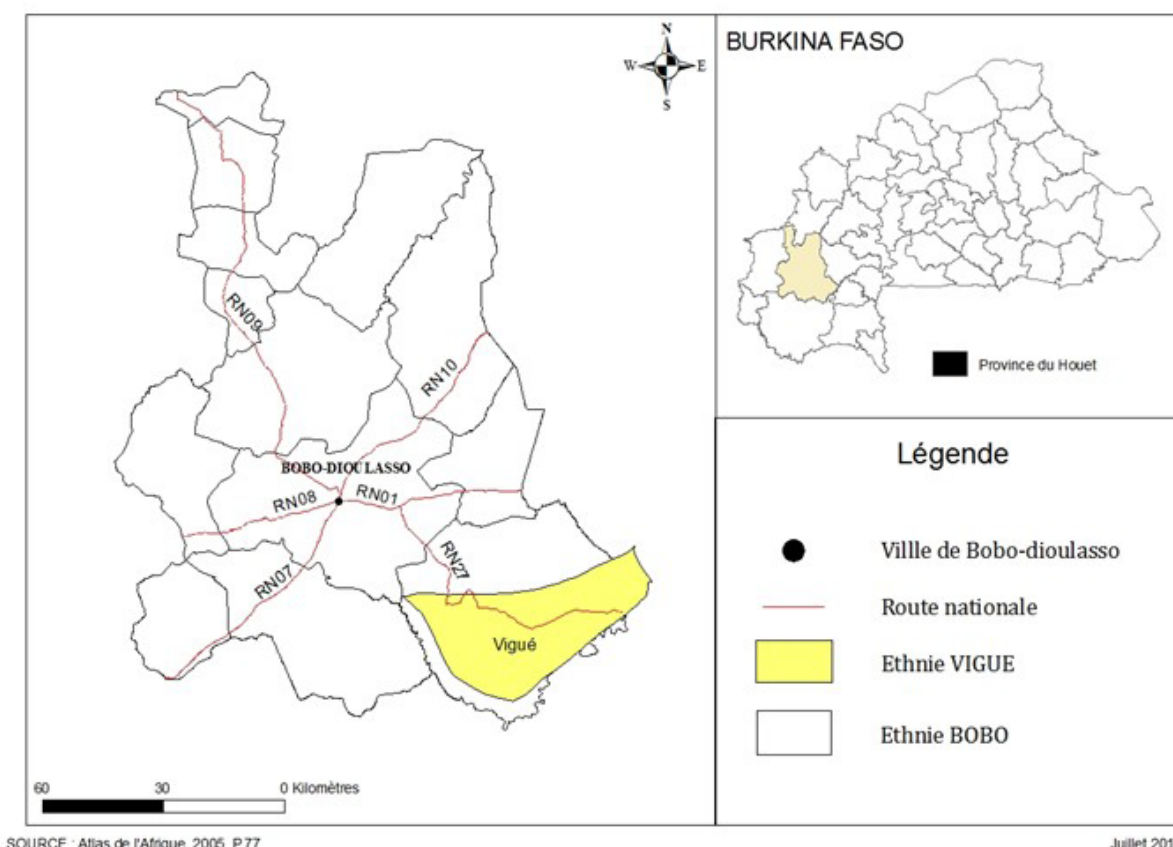 N
W
E
S
RN09
RN10
BOBO-DIOULASSO
RN08
RN01
RN07
RN27
Vigué
60
30
0 Kilomètres
BURKINA FASO
Province du Houet
Légende
Villle de Bobo-dioulasso
Route nationale
Ethnie VIGUE
Ethnie BOBO
SOURCE : Atlas de l'Afrique, 2005, P.77
Juillet 201